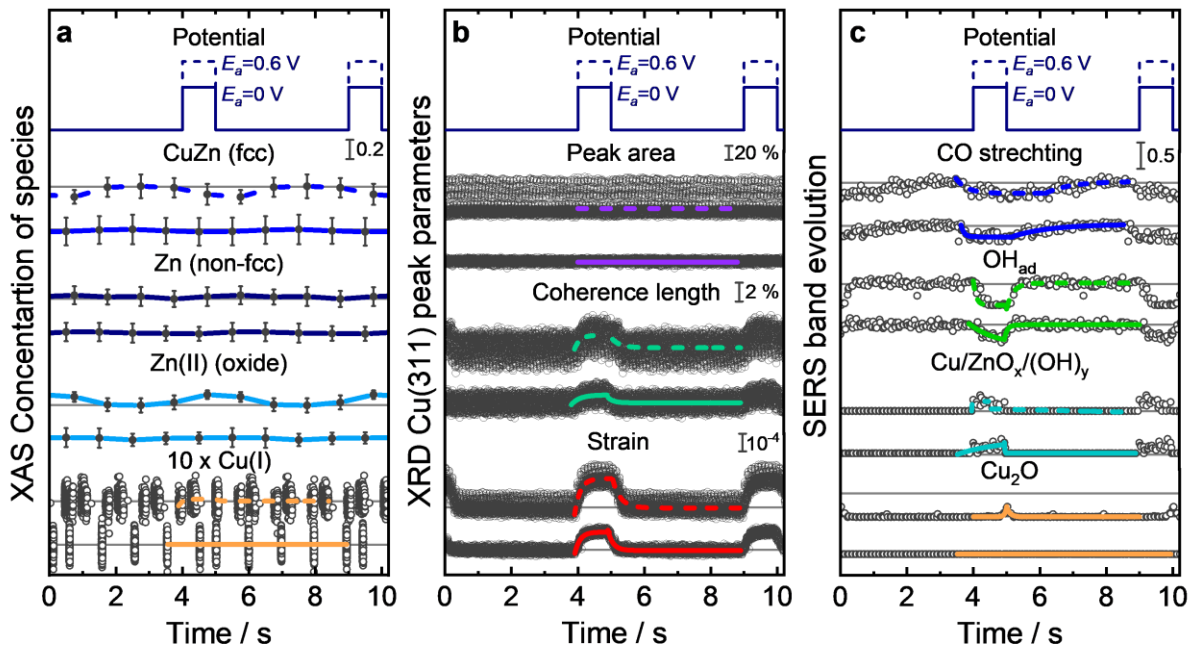 a
Potential
Eₐ=0.6 V
Eₐ=0 V
0.2
CuZn (fcc)
Zn (non-fcc)
Zn(II) (oxide)
10 x Cu(I)
XAS Concentartion of species
0 2 4 6 8 10
Time / s
b
Potential
Eₐ=0.6 V
Eₐ=0 V
20 %
Peak area
Coherence length
2 %
Strain
10⁻⁴
XRD Cu(311) peak parameters
0 2 4 6 8 10
Time / s
c
Potential
Eₐ=0.6 V
Eₐ=0 V
0.5
CO strechting
OH_ad
Cu/ZnOₓ/(OH)_y
Cu₂O
SERS band evolution
0 2 4 6 8 10
Time / s